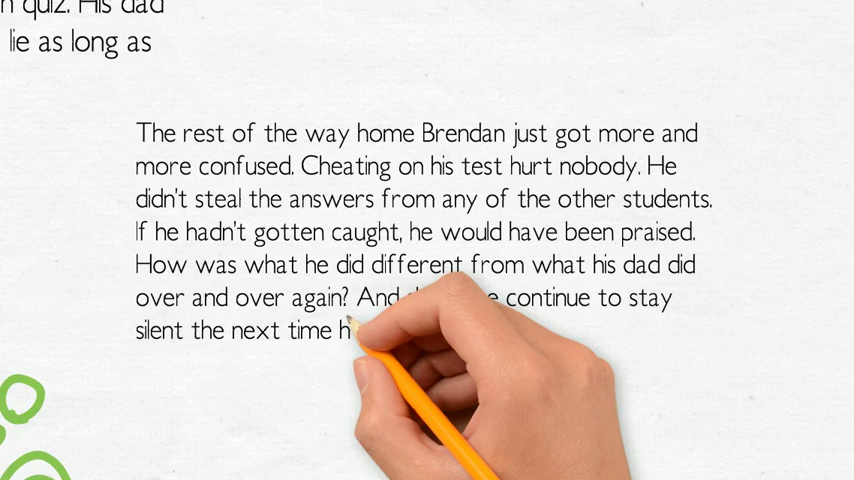 n quiz. His dad
lie as long as
The rest of the way home Brendan just got more and
more confused. Cheating on his test hurt nobody. He
didn't steal the answers from any of the other students.
If he hadn't gotten caught, he would have been praised.
How was what he did different from what his dad did
over and over again? And continue to stay
silent the next time h